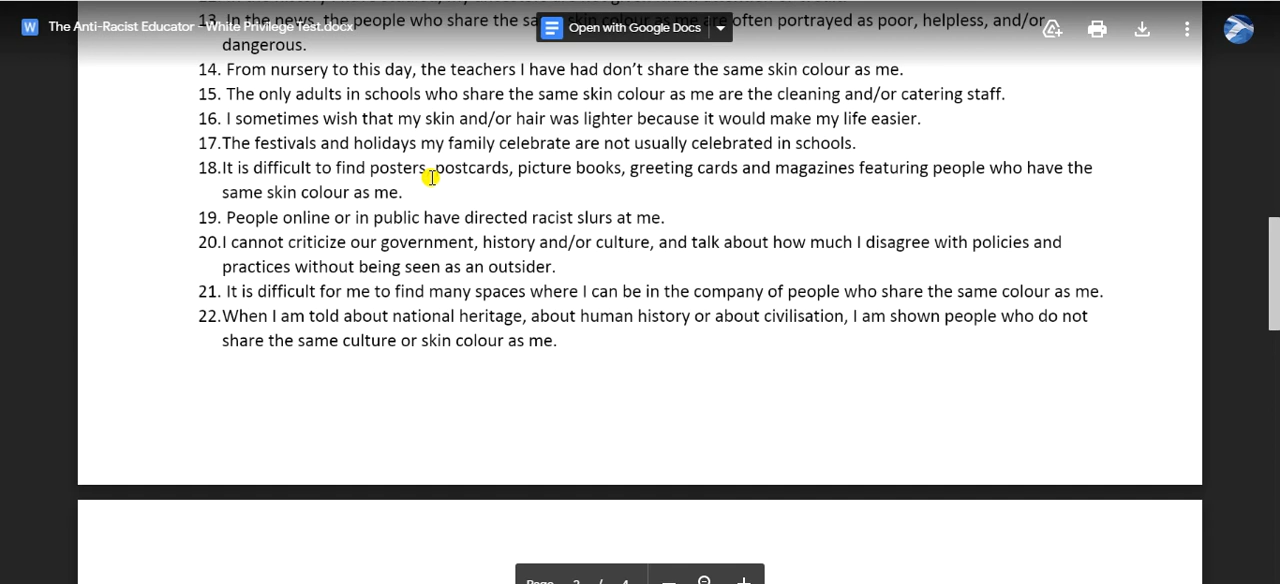 The Anti-Racist Educator – White Privilege Test.docx
Open with Google Docs
13. In the news, the people who share the same skin colour as me are often portrayed as poor, helpless, and/or
dangerous.
14. From nursery to this day, the teachers I have had don’t share the same skin colour as me.
15. The only adults in schools who share the same skin colour as me are the cleaning and/or catering staff.
16. I sometimes wish that my skin and/or hair was lighter because it would make my life easier.
17.The festivals and holidays my family celebrate are not usually celebrated in schools.
18.It is difficult to find posters, postcards, picture books, greeting cards and magazines featuring people who have the
same skin colour as me.
19. People online or in public have directed racist slurs at me.
20.I cannot criticize our government, history and/or culture, and talk about how much I disagree with policies and
practices without being seen as an outsider.
21. It is difficult for me to find many spaces where I can be in the company of people who share the same colour as me.
22.When I am told about national heritage, about human history or about civilisation, I am shown people who do not
share the same culture or skin colour as me.
Page / 4